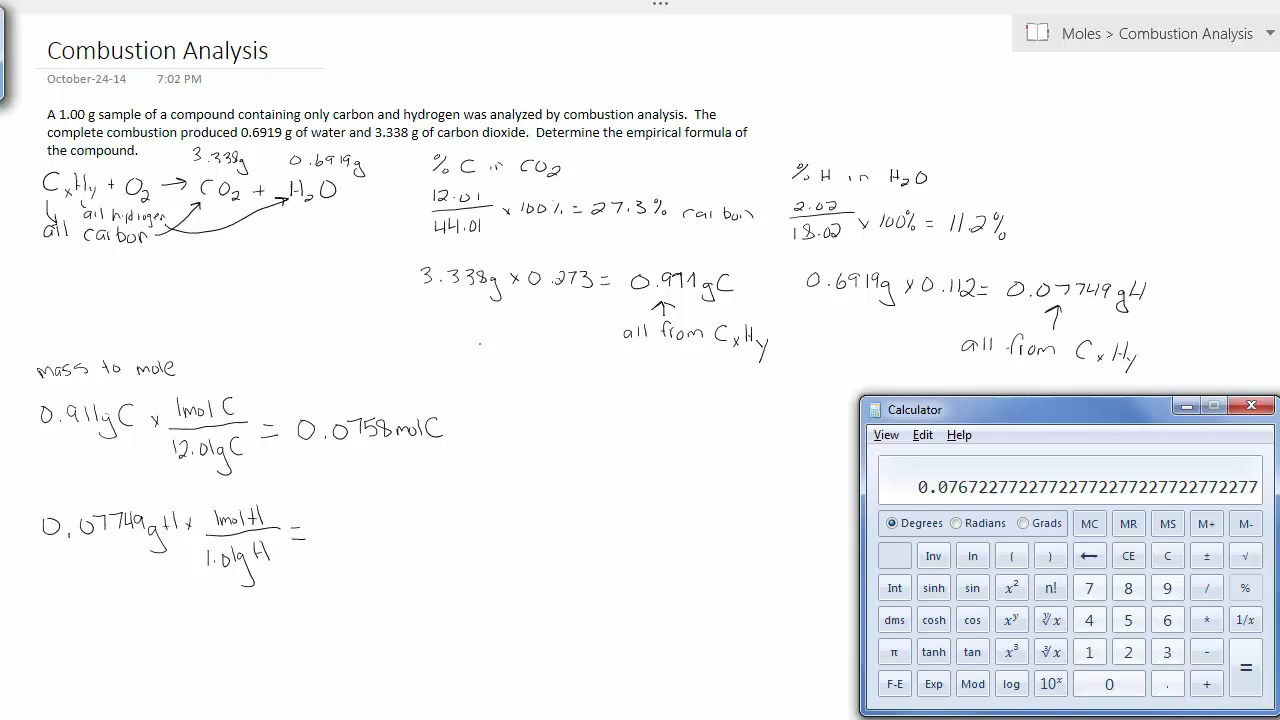 Moles > Combustion Analysis
Combustion Analysis
October-24-14 7:02 PM
A 1.00 g sample of a compound containing only carbon and hydrogen was analyzed by combustion analysis. The
complete combustion produced 0.6919 g of water and 3.338 g of carbon dioxide. Determine the empirical formula of
the compound.
3.338g 0.6919g
CxHy + O2 → CO2 + H2O
all hydrogen
all carbon
% C in CO2
12.01
44.01
x 100% = 27.3% carbon
3.338g x 0.273 = 0.911gC
all from CxHy
% H in H2O
2.02
18.02
x 100% = 11.2%
0.6919g x 0.112 = 0.07749gH
all from CxHy
mass to mole
0.911gC x 1molC
12.01gC
= 0.0758molC
0.07749gH x 1molH
1.01gH
=
Calculator
View Edit Help
0.07672277227722772277227722772277
Degrees Radians Grads MC MR MS M+ M-
Inv ln ( ) ← CE C ± √
Int sinh sin x² n! 7 8 9 / %
dms cosh cos xʸ ʸ√x 4 5 6 * 1/x
π tanh tan x³ ³√x 1 2 3 - =
F-E Exp Mod log 10ˣ 0 . +